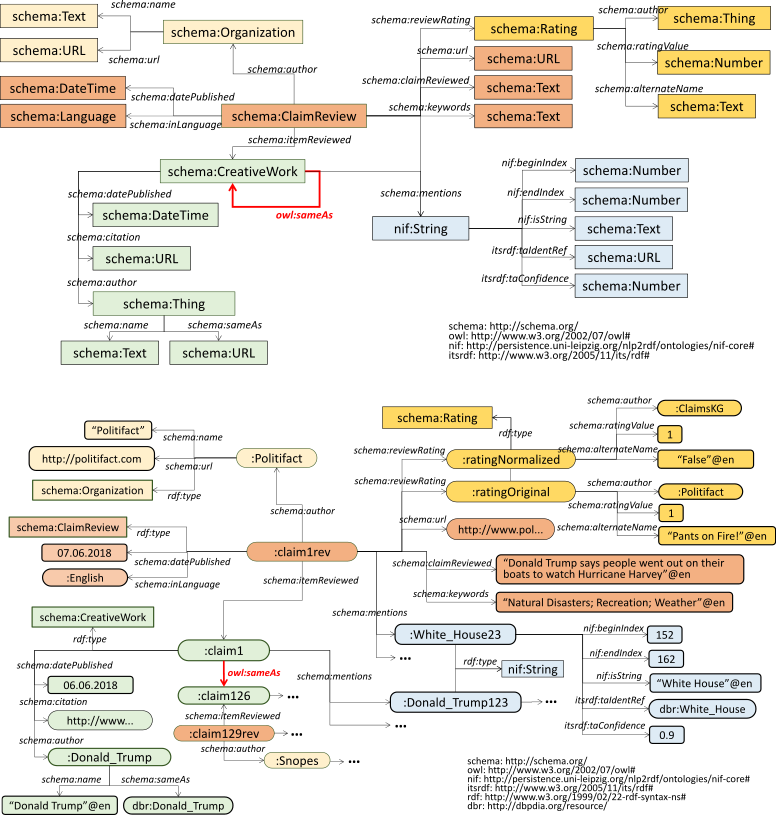 schema:name
schema:Text
schema:Organization
schema:URL
schema:url
schema:author
schema:DateTime
schema:datePublished
schema:Language
schema:inLanguage
schema:ClaimReview
schema:itemReviewed
schema:reviewRating
schema:Rating
schema:author
schema:Thing
schema:ratingValue
schema:Number
schema:alternateName
schema:Text
schema:url
schema:URL
schema:claimReviewed
schema:Text
schema:keywords
schema:Text
schema:CreativeWork
owl:sameAs
schema:mentions
schema:datePublished
schema:DateTime
schema:citation
schema:URL
schema:author
schema:Thing
schema:name
schema:sameAs
schema:Text
schema:URL
nif:String
nif:beginIndex
schema:Number
nif:endIndex
schema:Number
nif:isString
schema:Text
itsrdf:taIdentRef
schema:URL
itsrdf:taConfidence
schema:Number
schema: http://schema.org/
owl: http://www.w3.org/2002/07/owl#
nif: http://persistence.uni-leipzig.org/nlp2rdf/ontologies/nif-core#
itsrdf: http://www.w3.org/2005/11/its/rdf#
“Politifact”
schema:name
http://politifact.com
schema:url
:Politifact
schema:Organization
rdf:type
schema:author
schema:ClaimReview
rdf:type
07.06.2018
schema:datePublished
:English
schema:inLanguage
:claim1rev
schema:itemReviewed
schema:Rating
rdf:type
schema:reviewRating
:ratingNormalized
schema:author
:ClaimsKG
schema:ratingValue
1
schema:alternateName
“False”@en
schema:reviewRating
:ratingOriginal
schema:author
:Politifact
schema:ratingValue
1
schema:alternateName
“Pants on Fire!”@en
schema:url
http://www.pol...
schema:claimReviewed
“Donald Trump says people went out on their
boats to watch Hurricane Harvey”@en
schema:keywords
“Natural Disasters; Recreation; Weather”@en
schema:mentions
schema:CreativeWork
rdf:type
:claim1
schema:datePublished
06.06.2018
schema:citation
http://www...
schema:author
:Donald_Trump
schema:name
schema:sameAs
“Donald Trump”@en
dbr:Donald_Trump
owl:sameAs
:claim126
...
schema:itemReviewed
:claim129rev
...
schema:author
:Snopes
...
schema:mentions
:White_House23
...
rdf:type
nif:String
:Donald_Trump123
...
...
nif:beginIndex
152
nif:endIndex
162
nif:isString
“White House”@en
itsrdf:taIdentRef
dbr:White_House
itsrdf:taConfidence
0.9
schema: http://schema.org/
owl: http://www.w3.org/2002/07/owl#
nif: http://persistence.uni-leipzig.org/nlp2rdf/ontologies/nif-core#
itsrdf: http://www.w3.org/2005/11/its/rdf#
rdf: http://www.w3.org/1999/02/22-rdf-syntax-ns#
dbr: http://dbpdia.org/resource/